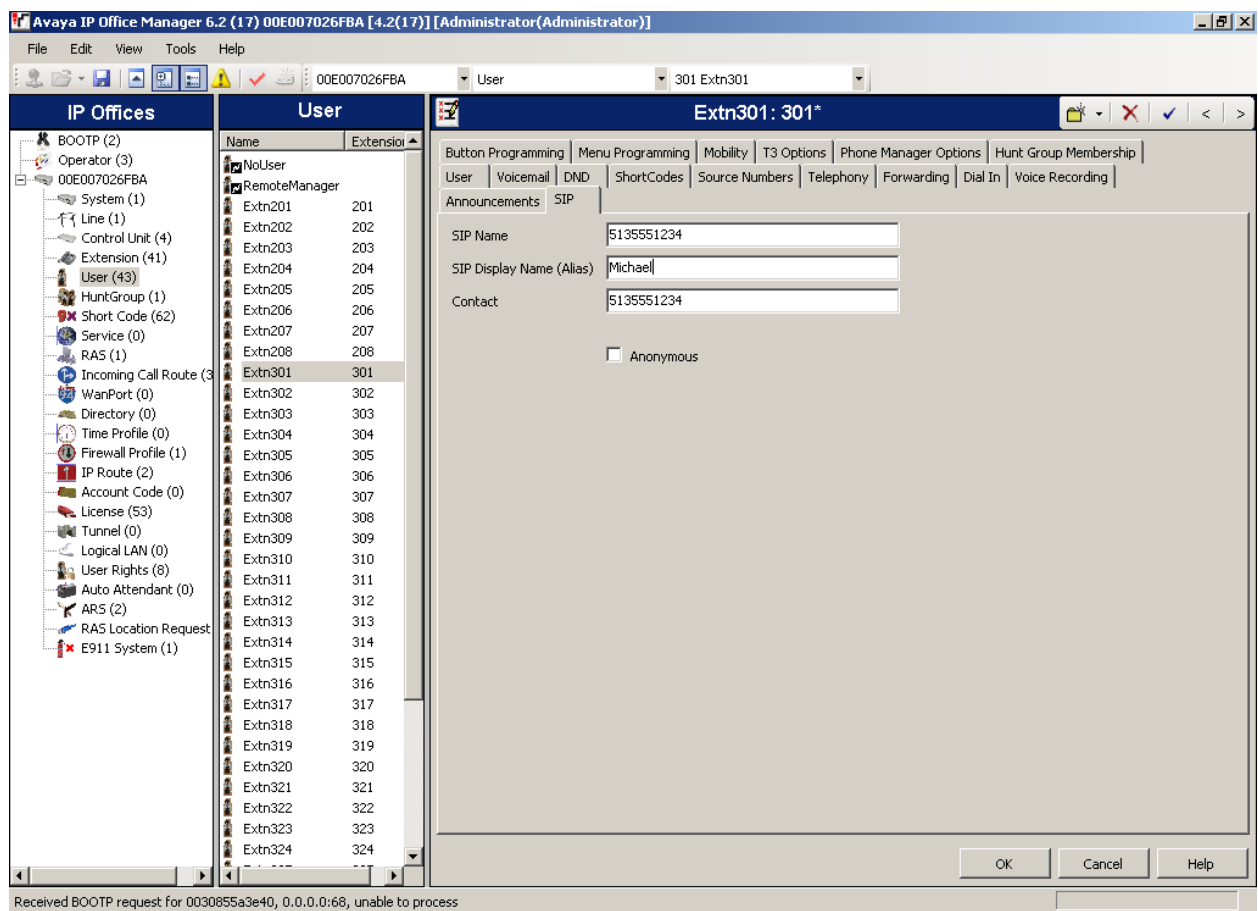 Avaya IP Office Manager 6.2 (17) 00E007026FBA [4.2(17)] [Administrator(Administrator)]
File Edit View Tools Help
00E007026FBA User 301 Extn301
IP Offices
BOOTP (2)
Operator (3)
00E007026FBA
System (1)
Line (1)
Control Unit (4)
Extension (41)
User (43)
HuntGroup (1)
Short Code (62)
Service (0)
RAS (1)
Incoming Call Route (3
WanPort (0)
Directory (0)
Time Profile (0)
Firewall Profile (1)
IP Route (2)
Account Code (0)
License (53)
Tunnel (0)
Logical LAN (0)
User Rights (8)
Auto Attendant (0)
ARS (2)
RAS Location Request
E911 System (1)
User
Name Extension
NoUser
RemoteManager
Extn201 201
Extn202 202
Extn203 203
Extn204 204
Extn205 205
Extn206 206
Extn207 207
Extn208 208
Extn301 301
Extn302 302
Extn303 303
Extn304 304
Extn305 305
Extn306 306
Extn307 307
Extn308 308
Extn309 309
Extn310 310
Extn311 311
Extn312 312
Extn313 313
Extn314 314
Extn315 315
Extn316 316
Extn317 317
Extn318 318
Extn319 319
Extn320 320
Extn321 321
Extn322 322
Extn323 323
Extn324 324
Extn301: 301*
Button Programming Menu Programming Mobility T3 Options Phone Manager Options Hunt Group Membership
User Voicemail DND ShortCodes Source Numbers Telephony Forwarding Dial In Voice Recording
Announcements SIP
SIP Name 5135551234
SIP Display Name (Alias) Michael
Contact 5135551234
Anonymous
OK Cancel Help
Received BOOTP request for 0030855a3e40, 0.0.0.0:68, unable to process